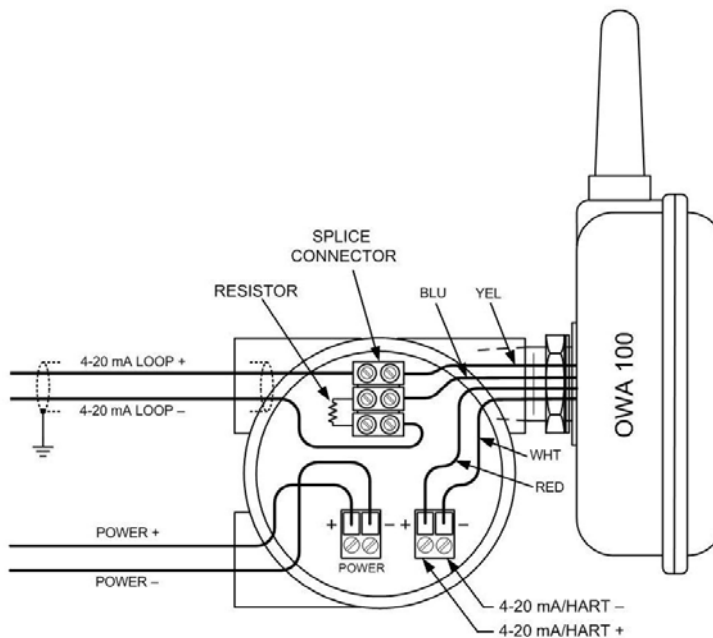 SPLICE
CONNECTOR
RESISTOR
BLU
YEL
4-20 mA LOOP +
4-20 mA LOOP –
OWA 100
WHT
RED
POWER +
POWER –
+
–
POWER
+
–
4-20 mA/HART –
4-20 mA/HART +